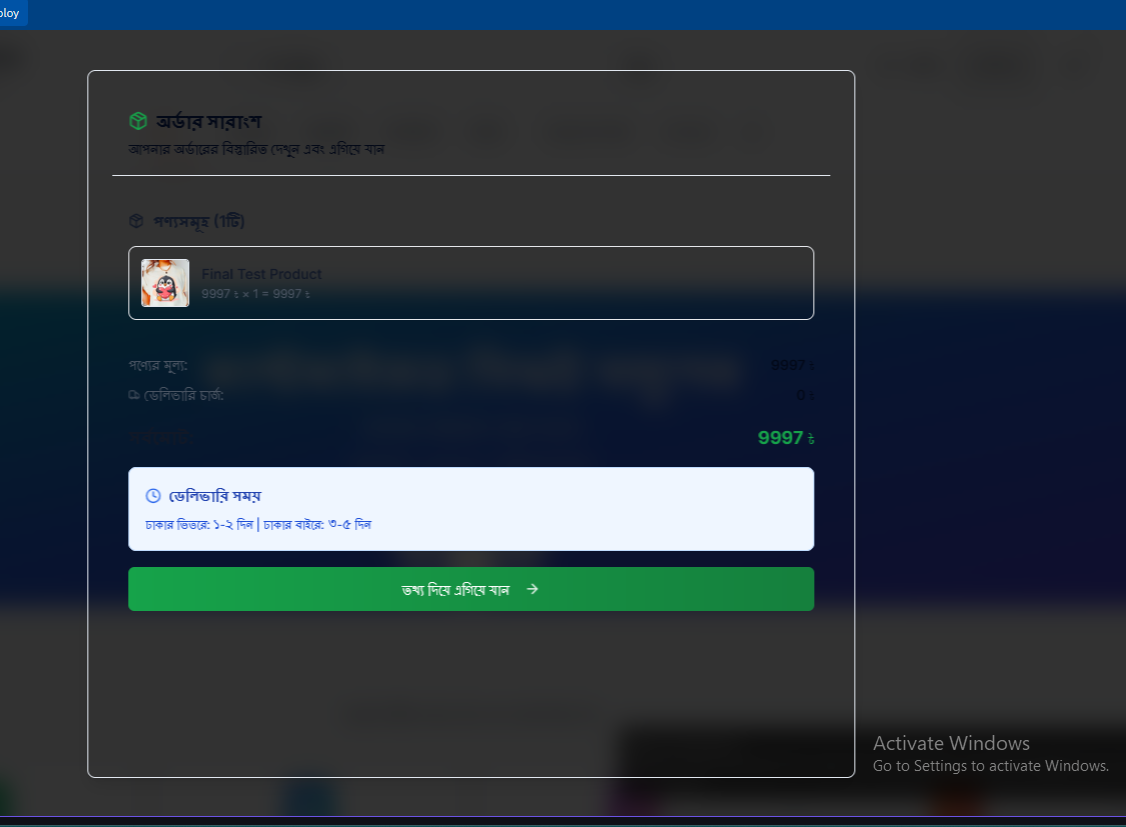 ploy
অর্ডার সারাংশ
আপনার অর্ডারের বিস্তারিত দেখুন এবং এগিয়ে যান
পণ্যসমূহ (1টি)
Final Test Product
9997 ৳ × 1 = 9997 ৳
পণ্যের মূল্য: 9997 ৳
ডেলিভারি চার্জ: 0 ৳
9997 ৳
ডেলিভারি সময়
ঢাকার ভিতরে: ১-২ দিন | ঢাকার বাইরে: ৩-৫ দিন
তথ্য দিয়ে এগিয়ে যান →
Activate Windows
Go to Settings to activate Windows.